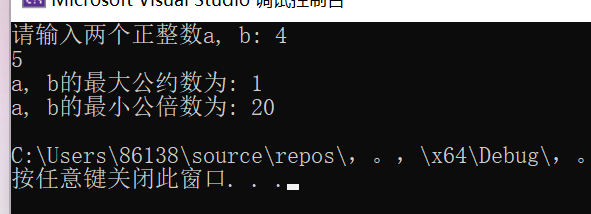 Microsoft Visual Studio 调试控制台
请输入两个正整数a, b: 4
5
a, b的最大公约数为: 1
a, b的最小公倍数为: 20
C:\Users\86138\source\repos\，。，\x64\Debug\，。
按任意键关闭此窗口. . .